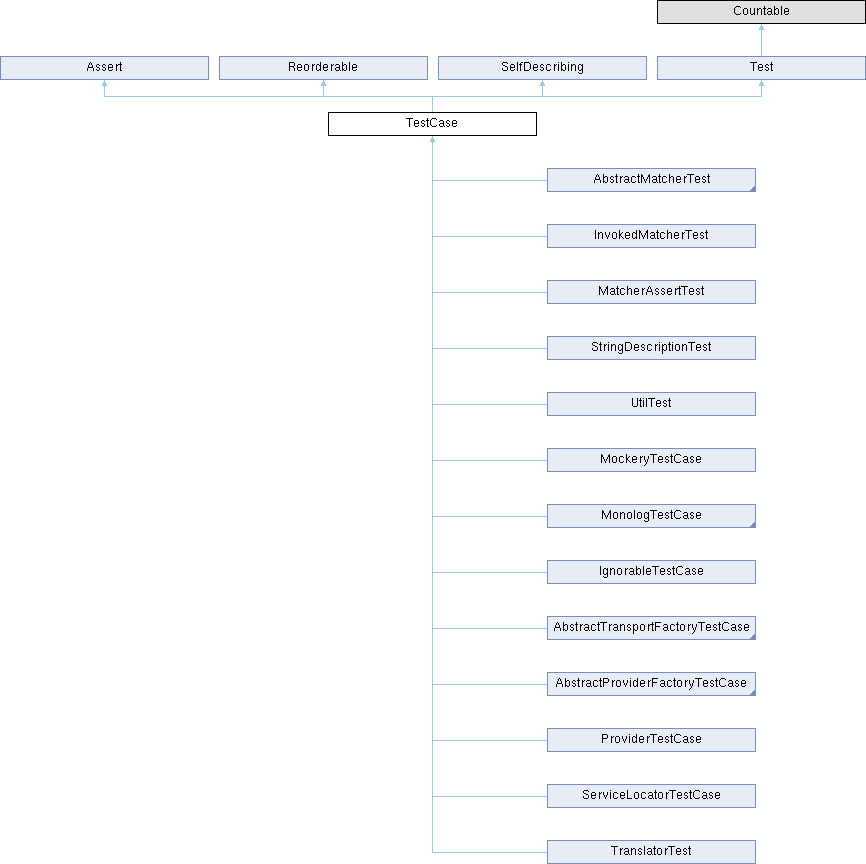 Countable
Assert
Reorderable
SelfDescribing
Test
TestCase
AbstractMatcherTest
InvokedMatcherTest
MatcherAssertTest
StringDescriptionTest
UtilTest
MockeryTestCase
MonologTestCase
IgnorableTestCase
AbstractTransportFactoryTestCase
AbstractProviderFactoryTestCase
ProviderTestCase
ServiceLocatorTestCase
TranslatorTest